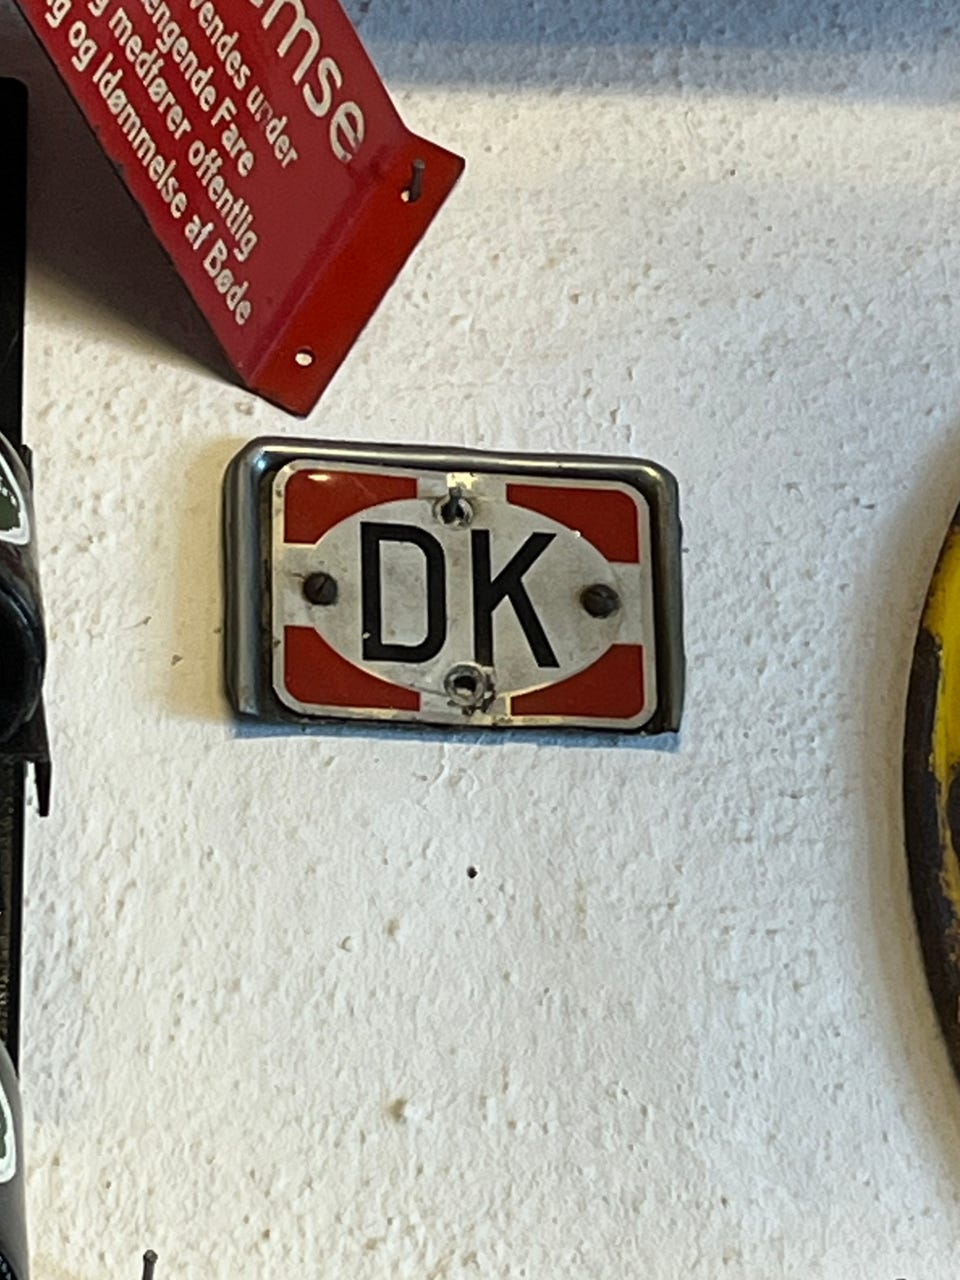 emse
vendes under
engende Fare
g medfører offentlig
g og Idømmelse af Bøde
DK